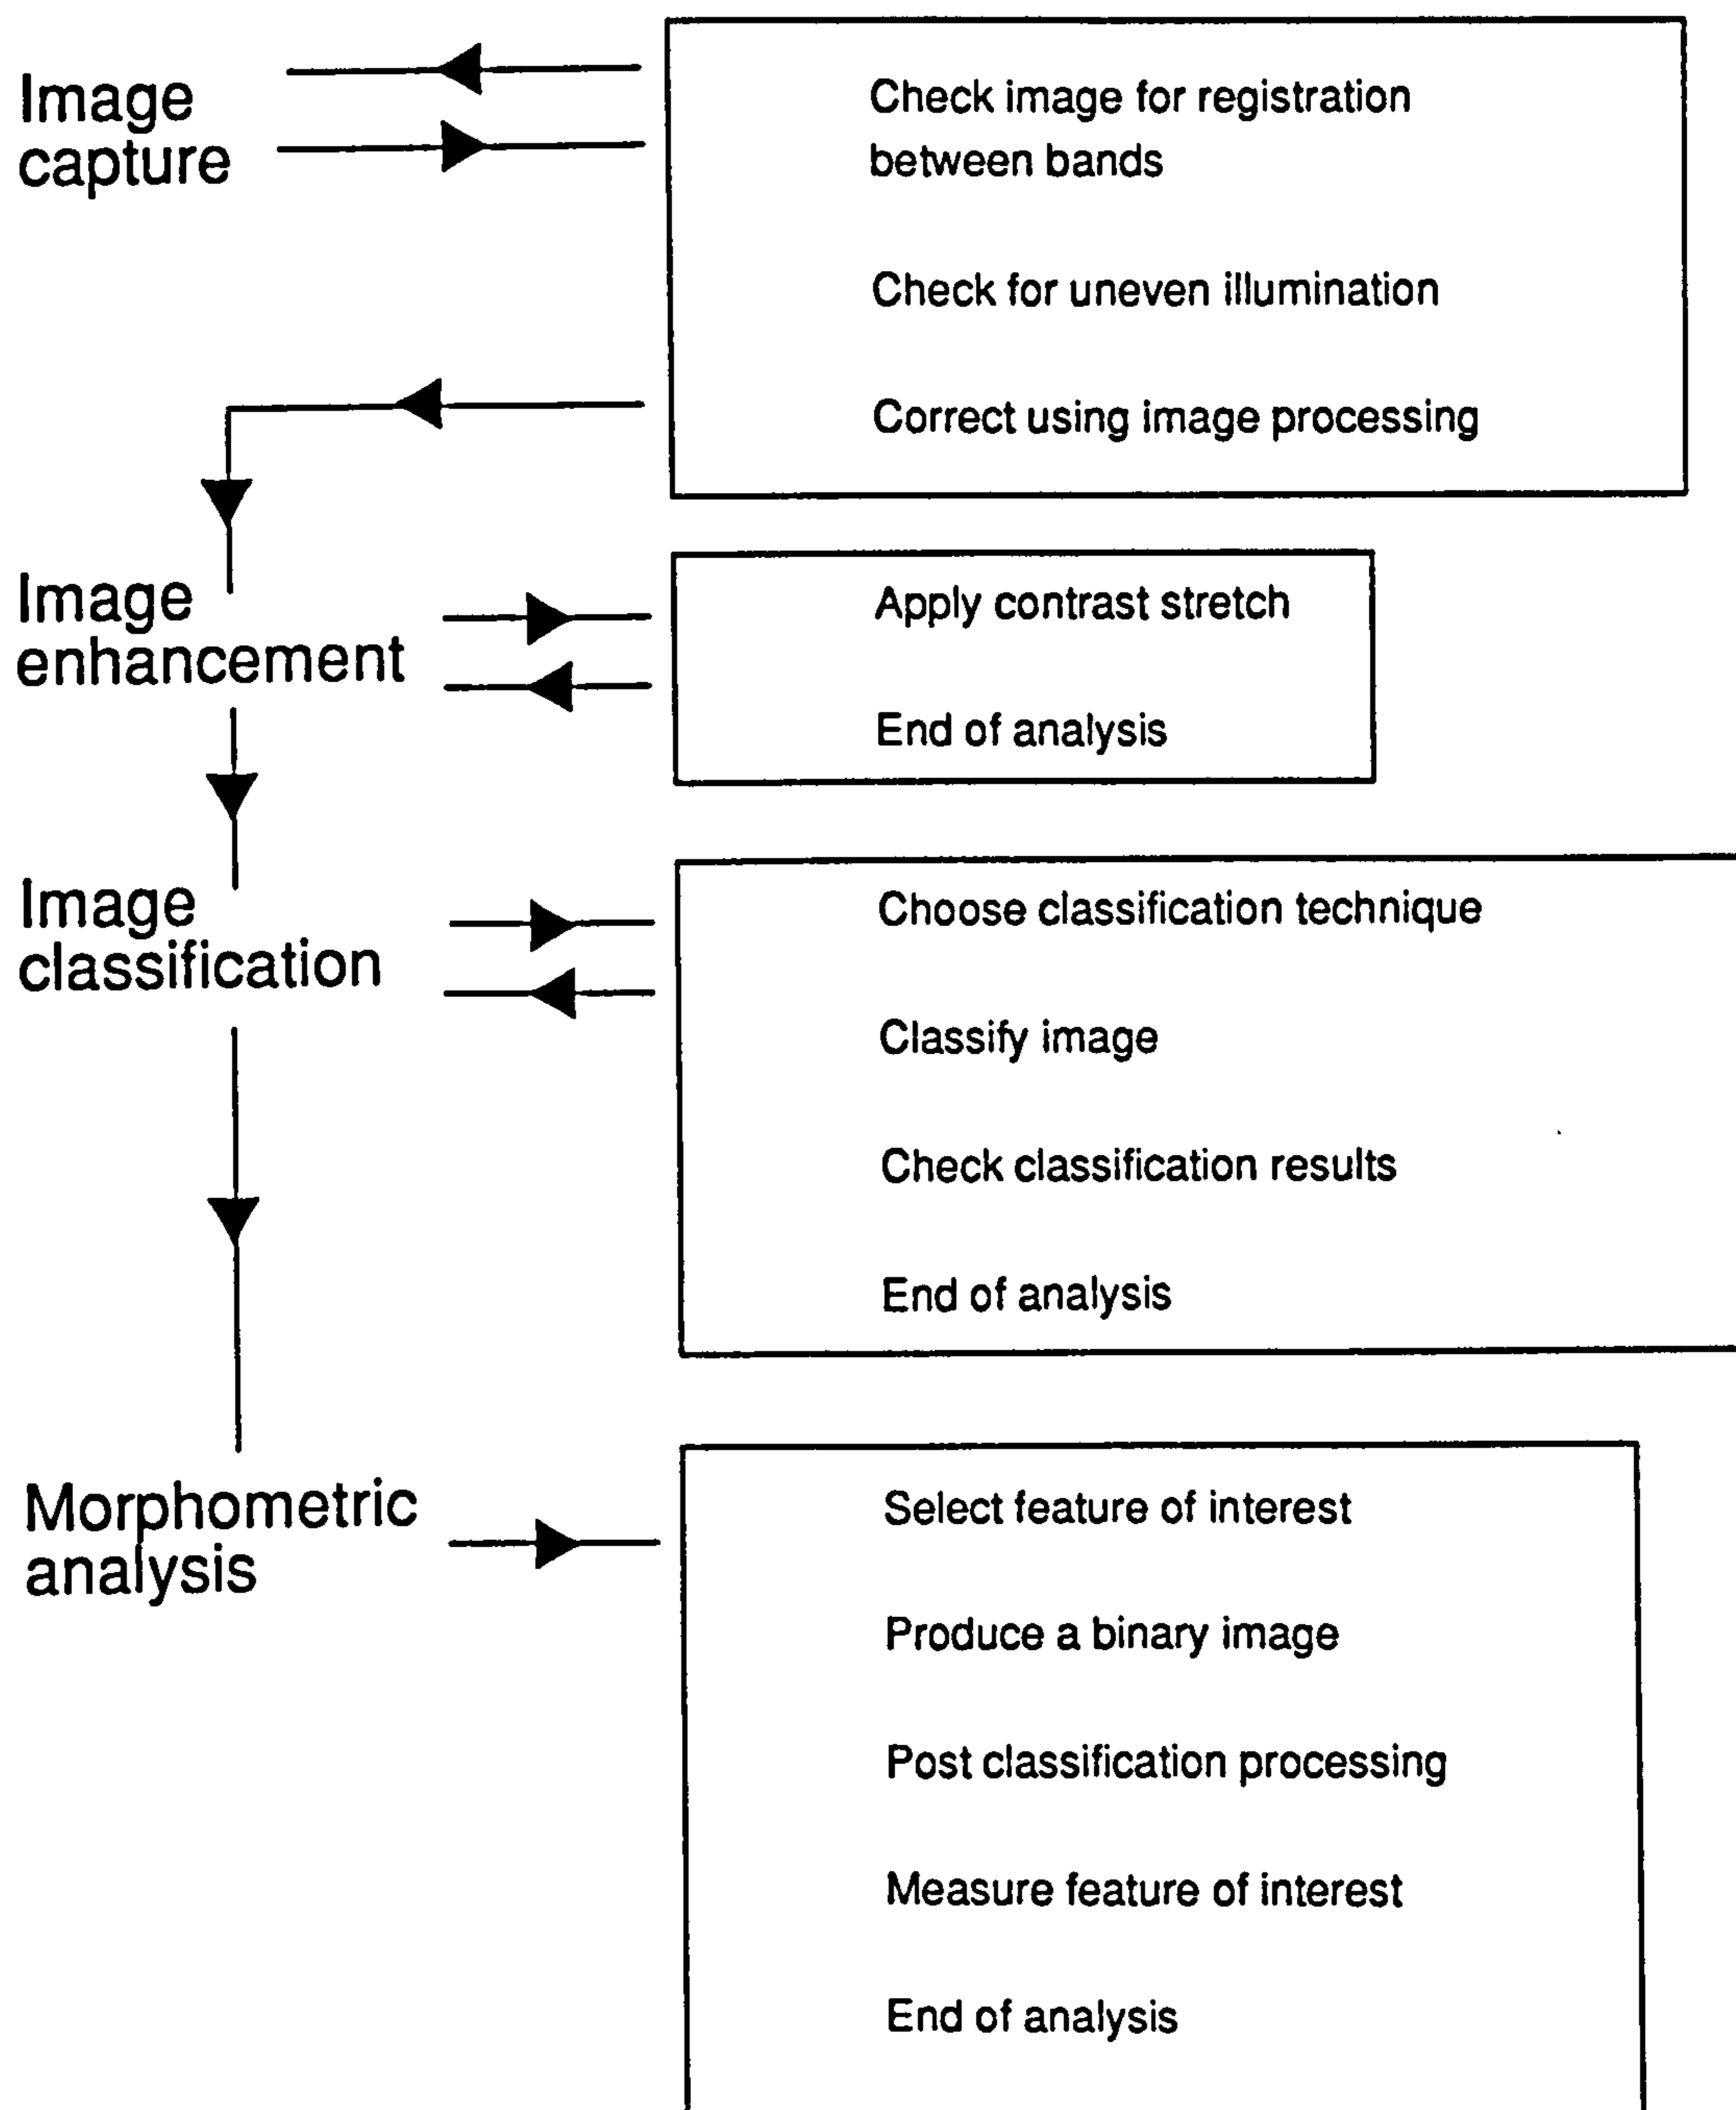 Image
capture
Check image for registration
between bands
Check for uneven illumination
Correct using image processing
Image
enhancement
Apply contrast stretch
End of analysis
Image
classification
Choose classification technique
Classify image
Check classification results
End of analysis
Morphometric
analysis
Select feature of interest
Produce a binary image
Post classification processing
Measure feature of interest
End of analysis